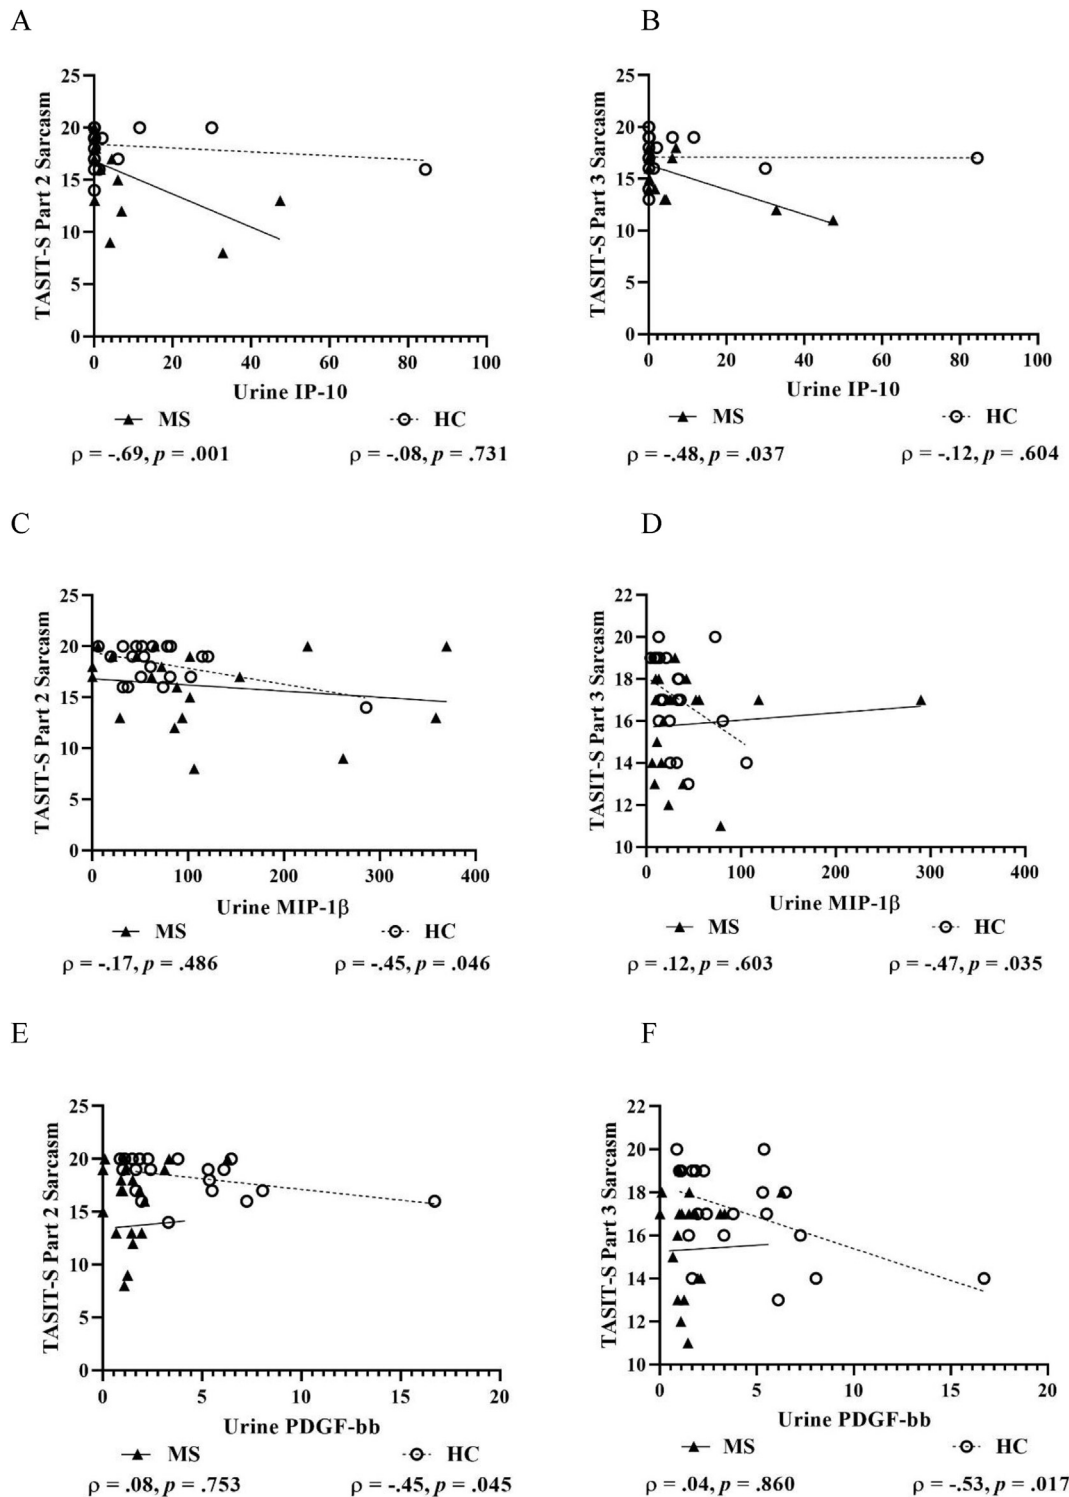 A
B
25
20
15
10
5
0
TASIT-S Part 2 Sarcasm
0 20 40 60 80 100
Urine IP-10
MS HC
ρ = -.69, p = .001 ρ = -.08, p = .731
25
20
15
10
5
0
TASIT-S Part 3 Sarcasm
0 20 40 60 80 100
Urine IP-10
MS HC
ρ = -.48, p = .037 ρ = -.12, p = .604
C
D
25
20
15
10
5
0
TASIT-S Part 2 Sarcasm
0 100 200 300 400
Urine MIP-1β
MS HC
ρ = -.17, p = .486 ρ = -.45, p = .046
22
20
18
16
14
12
10
TASIT-S Part 3 Sarcasm
0 100 200 300 400
Urine MIP-1β
MS HC
ρ = .12, p = .603 ρ = -.47, p = .035
E
F
25
20
15
10
5
0
TASIT-S Part 2 Sarcasm
0 5 10 15 20
Urine PDGF-bb
MS HC
ρ = .08, p = .753 ρ = -.45, p = .045
22
20
18
16
14
12
10
TASIT-S Part 3 Sarcasm
0 5 10 15 20
Urine PDGF-bb
MS HC
ρ = .04, p = .860 ρ = -.53, p = .017